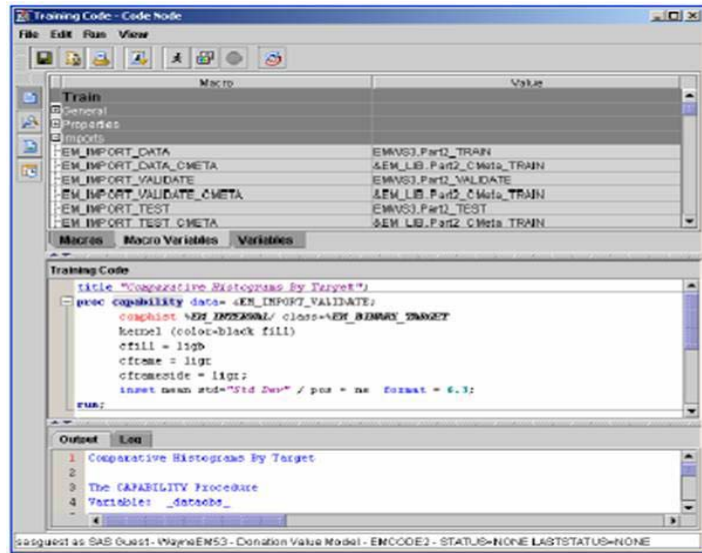 Training Code - Code Node
File Edit Run View
Macro Value
Train
General
Properties
Imports
EM_IMPORT_DATA EMWS3.Part2_TRAIN
EM_IMPORT_DATA_CMETA &EM_LIB.Part2_CMeta_TRAIN
EM_IMPORT_VALIDATE EMWS3.Part2_VALIDATE
EM_IMPORT_VALIDATE_CMETA &EM_LIB.Part2_CMeta_TRAIN
EM_IMPORT_TEST EMWS3.Part2_TEST
EM_IMPORT_TEST_CMETA &EM_LIB.Part2_CMeta_TRAIN
Macros Macro Variables Variables
Training Code
title "Comparative Histograms By Target";
proc capability data= &EM_IMPORT_VALIDATE;
comphist %EM_INTERVAL/ class=%EM_BINARY_TARGET
kernel (color=black fill)
cfill = ligb
cframe = ligr
cframeside = ligr;
inset mean std="Std Dev" / pos = ne format = 6.3;
run;
Output Log
1 Comparative Histograms By Target
2
3 The CAPABILITY Procedure
4 Variable: _dataobs_
sasguest as SAS Guest - WayneEM53 - Donation Value Model - EMCODE2 - STATUS=NONE LASTSTATUS=NONE